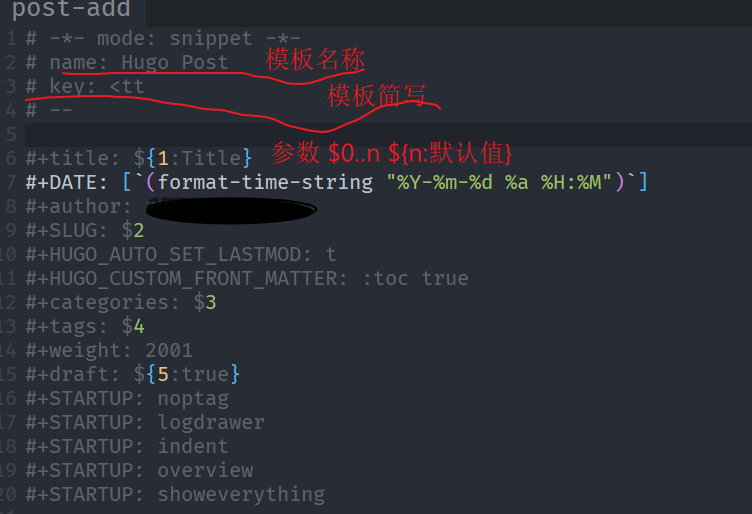 post-add
1 # -*- mode: snippet -*-
2 # name: Hugo Post 模板名称
3 # key: <tt 模板简写
4 # --
5
6 #+title: ${1:Title} 参数 $0..n ${n:默认值}
7 #+DATE: [`(format-time-string "%Y-%m-%d %a %H:%M")`]
8 #+author:
9 #+SLUG: $2
10 #+HUGO_AUTO_SET_LASTMOD: t
11 #+HUGO_CUSTOM_FRONT_MATTER: :toc true
12 #+categories: $3
13 #+tags: $4
14 #+weight: 2001
15 #+draft: ${5:true}
16 #+STARTUP: noptag
17 #+STARTUP: logdrawer
18 #+STARTUP: indent
19 #+STARTUP: overview
20 #+STARTUP: showeverything